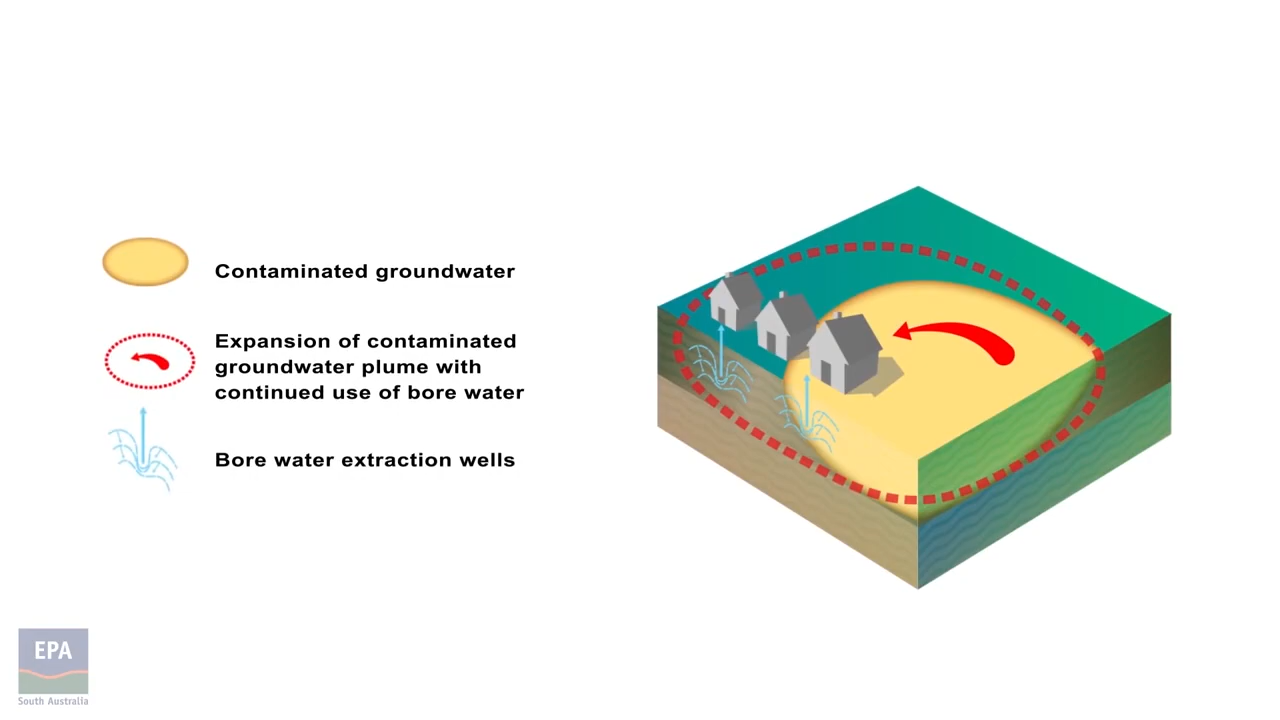 Contaminated groundwater
Expansion of contaminated
groundwater plume with
continued use of bore water
Bore water extraction wells
EPA
South Australia